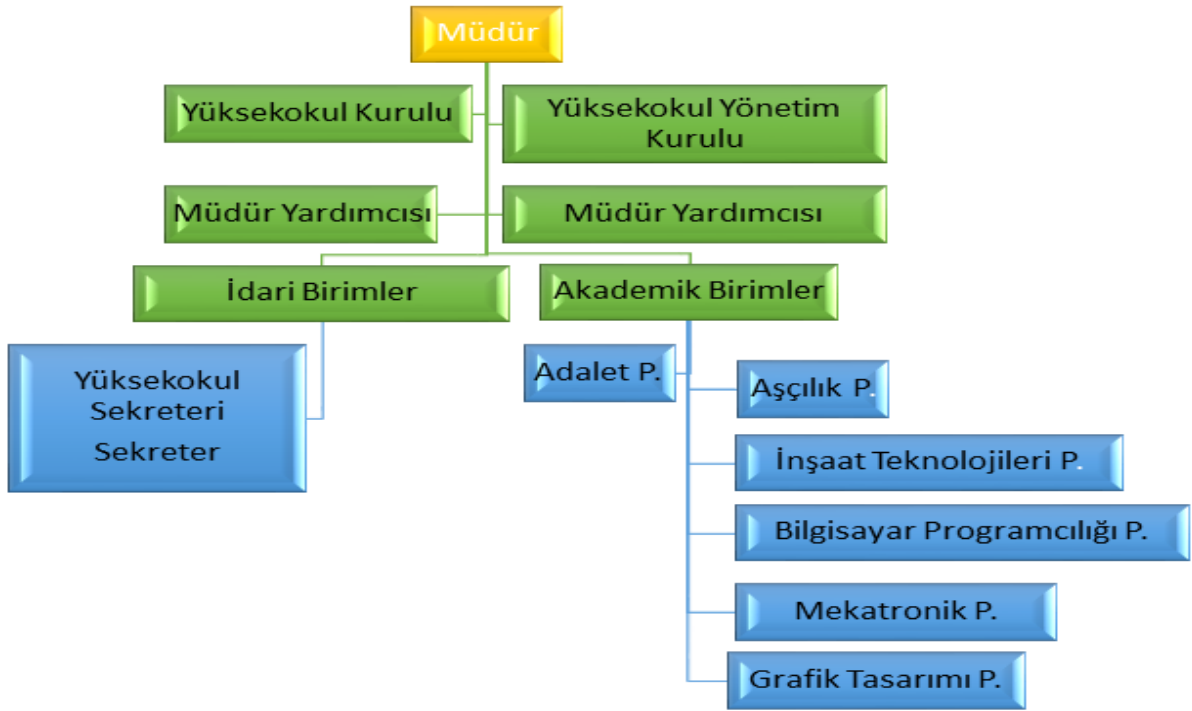 Müdür
Yüksekokul Kurulu
Yüksekokul Yönetim
Kurulu
Müdür Yardımcısı
Müdür Yardımcısı
İdari Birimler
Akademik Birimler
Yüksekokul
Sekreteri
Sekreter
Adalet P.
Aşçılık P.
İnşaat Teknolojileri P.
Bilgisayar Programcılığı P.
Mekatronik P.
Grafik Tasarımı P.